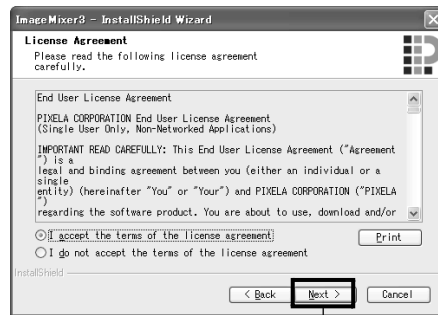 ImageMixer3 - InstallShield Wizard
License Agreement
Please read the following license agreement
carefully.
End User License Agreement
PIXELA CORPORATION End User License Agreement
(Single User Only, Non-Networked Applications)
IMPORTANT READ CAREFULLY: This End User License Agreement ("Agreement
") is a
legal and binding agreement between you (either an individual or a
single
entity) (hereinafter "You" or "Your") and PIXELA CORPORATION ("PIXELA
")
regarding the software product. You are about to use, download and/or
I accept the terms of the license agreement
Print
I do not accept the terms of the license agreement
InstallShield
< Back
Next >
Cancel